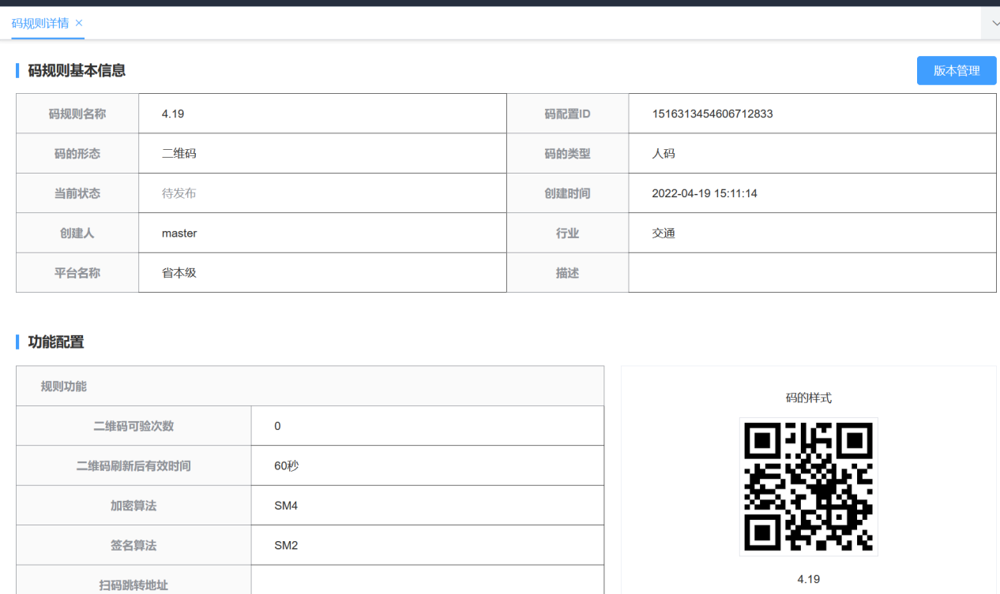 码规则详情 ×
码规则基本信息 版本管理
码规则名称 4.19 码配置ID 1516313454606712833
码的形态 二维码 码的类型 人码
当前状态 待发布 创建时间 2022-04-19 15:11:14
创建人 master 行业 交通
平台名称 省本级 描述
功能配置
规则功能
二维码可验次数 0
二维码刷新后有效时间 60秒
加密算法 SM4
签名算法 SM2
扫码跳转地址
码的样式
4.19